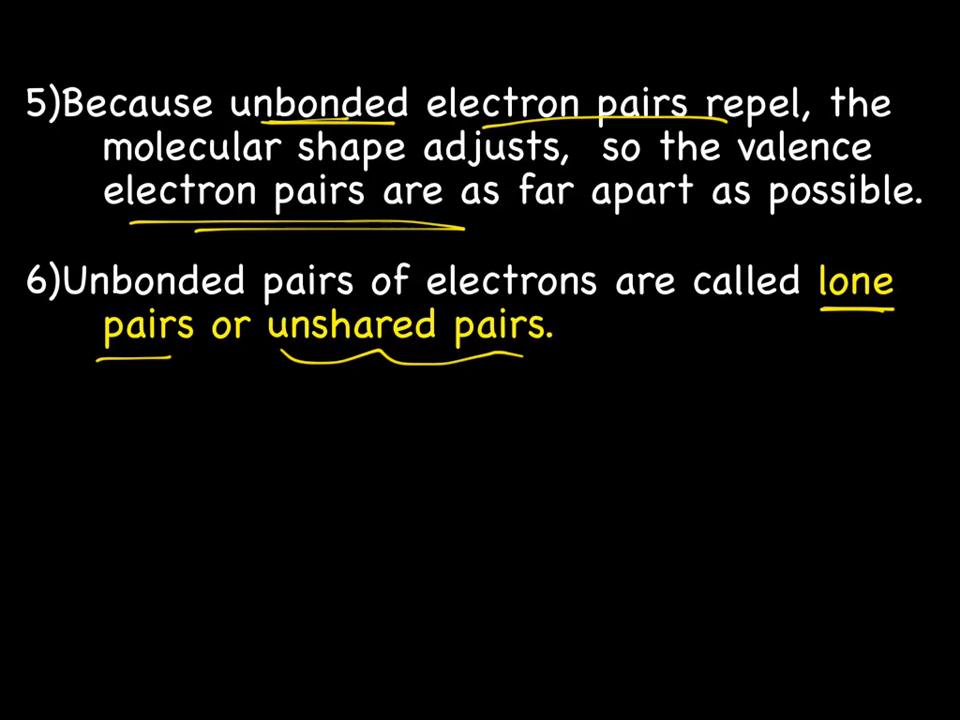 5)Because unbonded electron pairs repel, the
molecular shape adjusts, so the valence
electron pairs are as far apart as possible.
6)Unbonded pairs of electrons are called lone
pairs or unshared pairs.